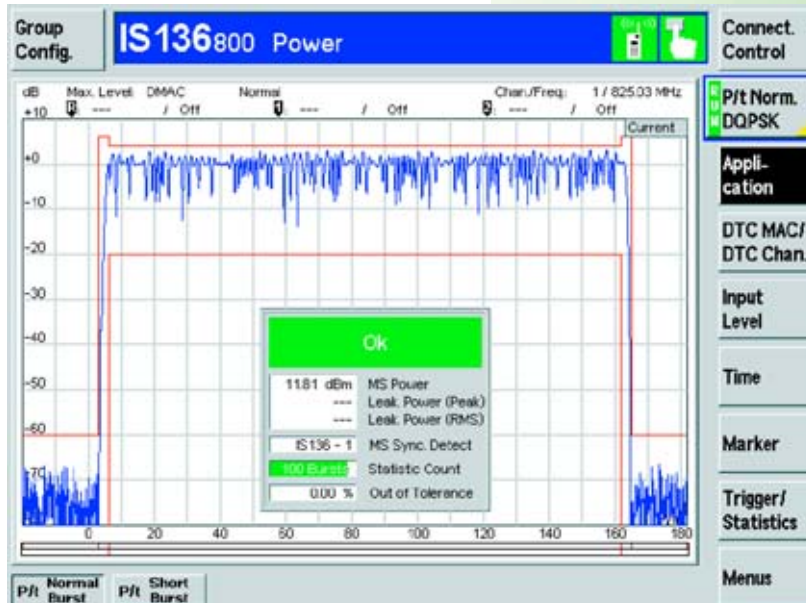 Group
Config.
IS136800 Power
Connect.
Control
dB Max. Level: DMAC Normal Chan./Freq.: 1 / 825.03 MHz
+10 --- / Off --- / Off --- / Off
Current
+0
-10
-20
-30
-40
-50
-60
-70
0 20 40 60 80 100 120 140 160 180
Ok
11.81 dBm MS Power
--- Leak. Power (Peak)
--- Leak. Power (RMS)
IS136 - 1 MS Sync. Detect
100 Bursts Statistic Count
0.00 % Out of Tolerance
RUN
P/t Norm.
DQPSK
Appli-
cation
DTC MAC/
DTC Chan.
Input
Level
Time
Marker
Trigger/
Statistics
Menus
P/t Normal
Burst
P/t Short
Burst